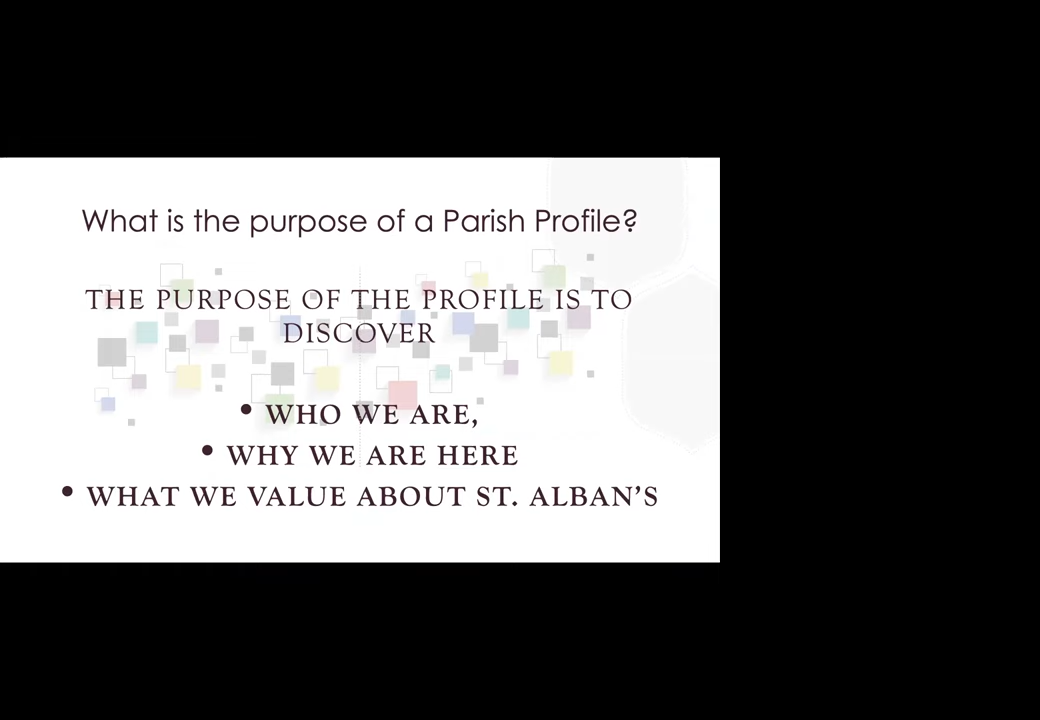 What is the purpose of a Parish Profile?
THE PURPOSE OF THE PROFILE IS TO
DISCOVER
• WHO WE ARE,
• WHY WE ARE HERE
• WHAT WE VALUE ABOUT ST. ALBAN’S